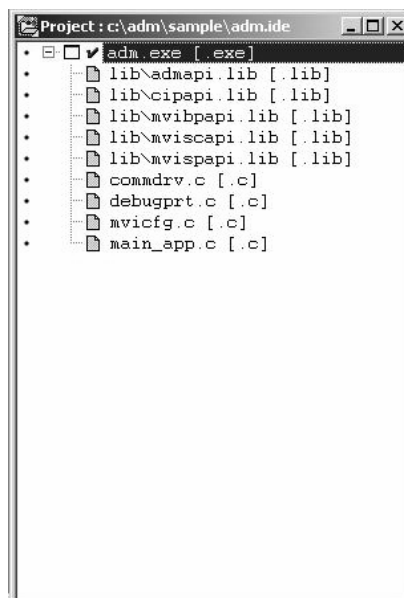 Project : c:\adm\sample\adm.ide
adm.exe [.exe]
lib\admapi.lib [.lib]
lib\cipapi.lib [.lib]
lib\mvibpapi.lib [.lib]
lib\mviscapi.lib [.lib]
lib\mvispapi.lib [.lib]
commdrv.c [.c]
debugprt.c [.c]
mvicfg.c [.c]
main_app.c [.c]